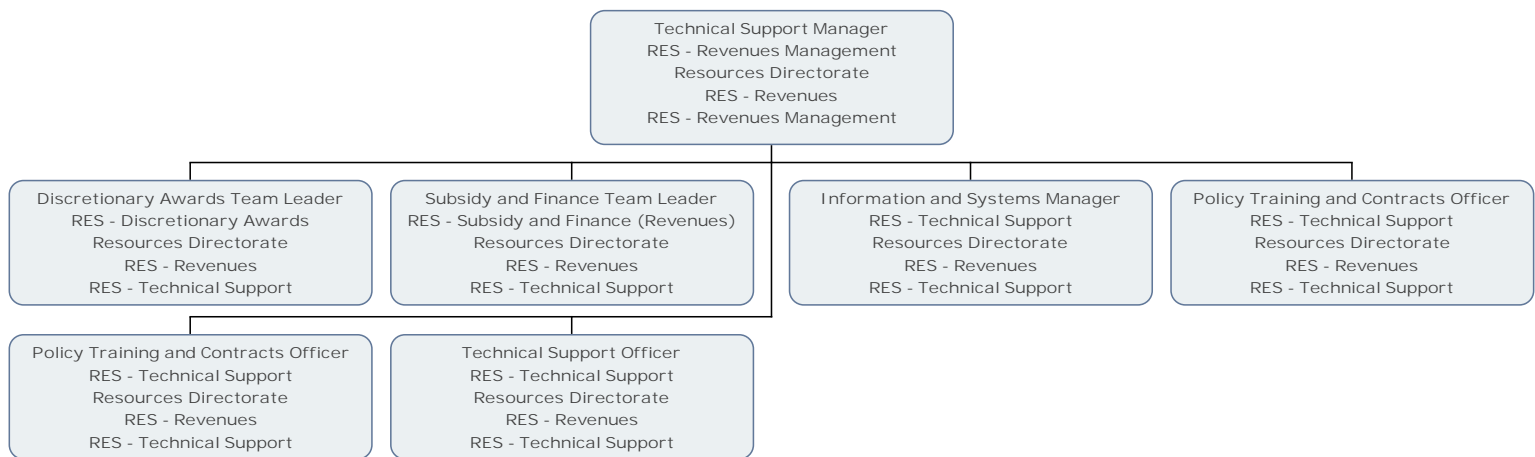 Technical Support Manager
RES - Revenues Management
Resources Directorate
RES - Revenues
RES - Revenues Management
Discretionary Awards Team Leader
RES - Discretionary Awards
Resources Directorate
RES - Revenues
RES - Technical Support
Subsidy and Finance Team Leader
RES - Subsidy and Finance (Revenues)
Resources Directorate
RES - Revenues
RES - Technical Support
Information and Systems Manager
RES - Technical Support
Resources Directorate
RES - Revenues
RES - Technical Support
Policy Training and Contracts Officer
RES - Technical Support
Resources Directorate
RES - Revenues
RES - Technical Support
Policy Training and Contracts Officer
RES - Technical Support
Resources Directorate
RES - Revenues
RES - Technical Support
Technical Support Officer
RES - Technical Support
Resources Directorate
RES - Revenues
RES - Technical Support